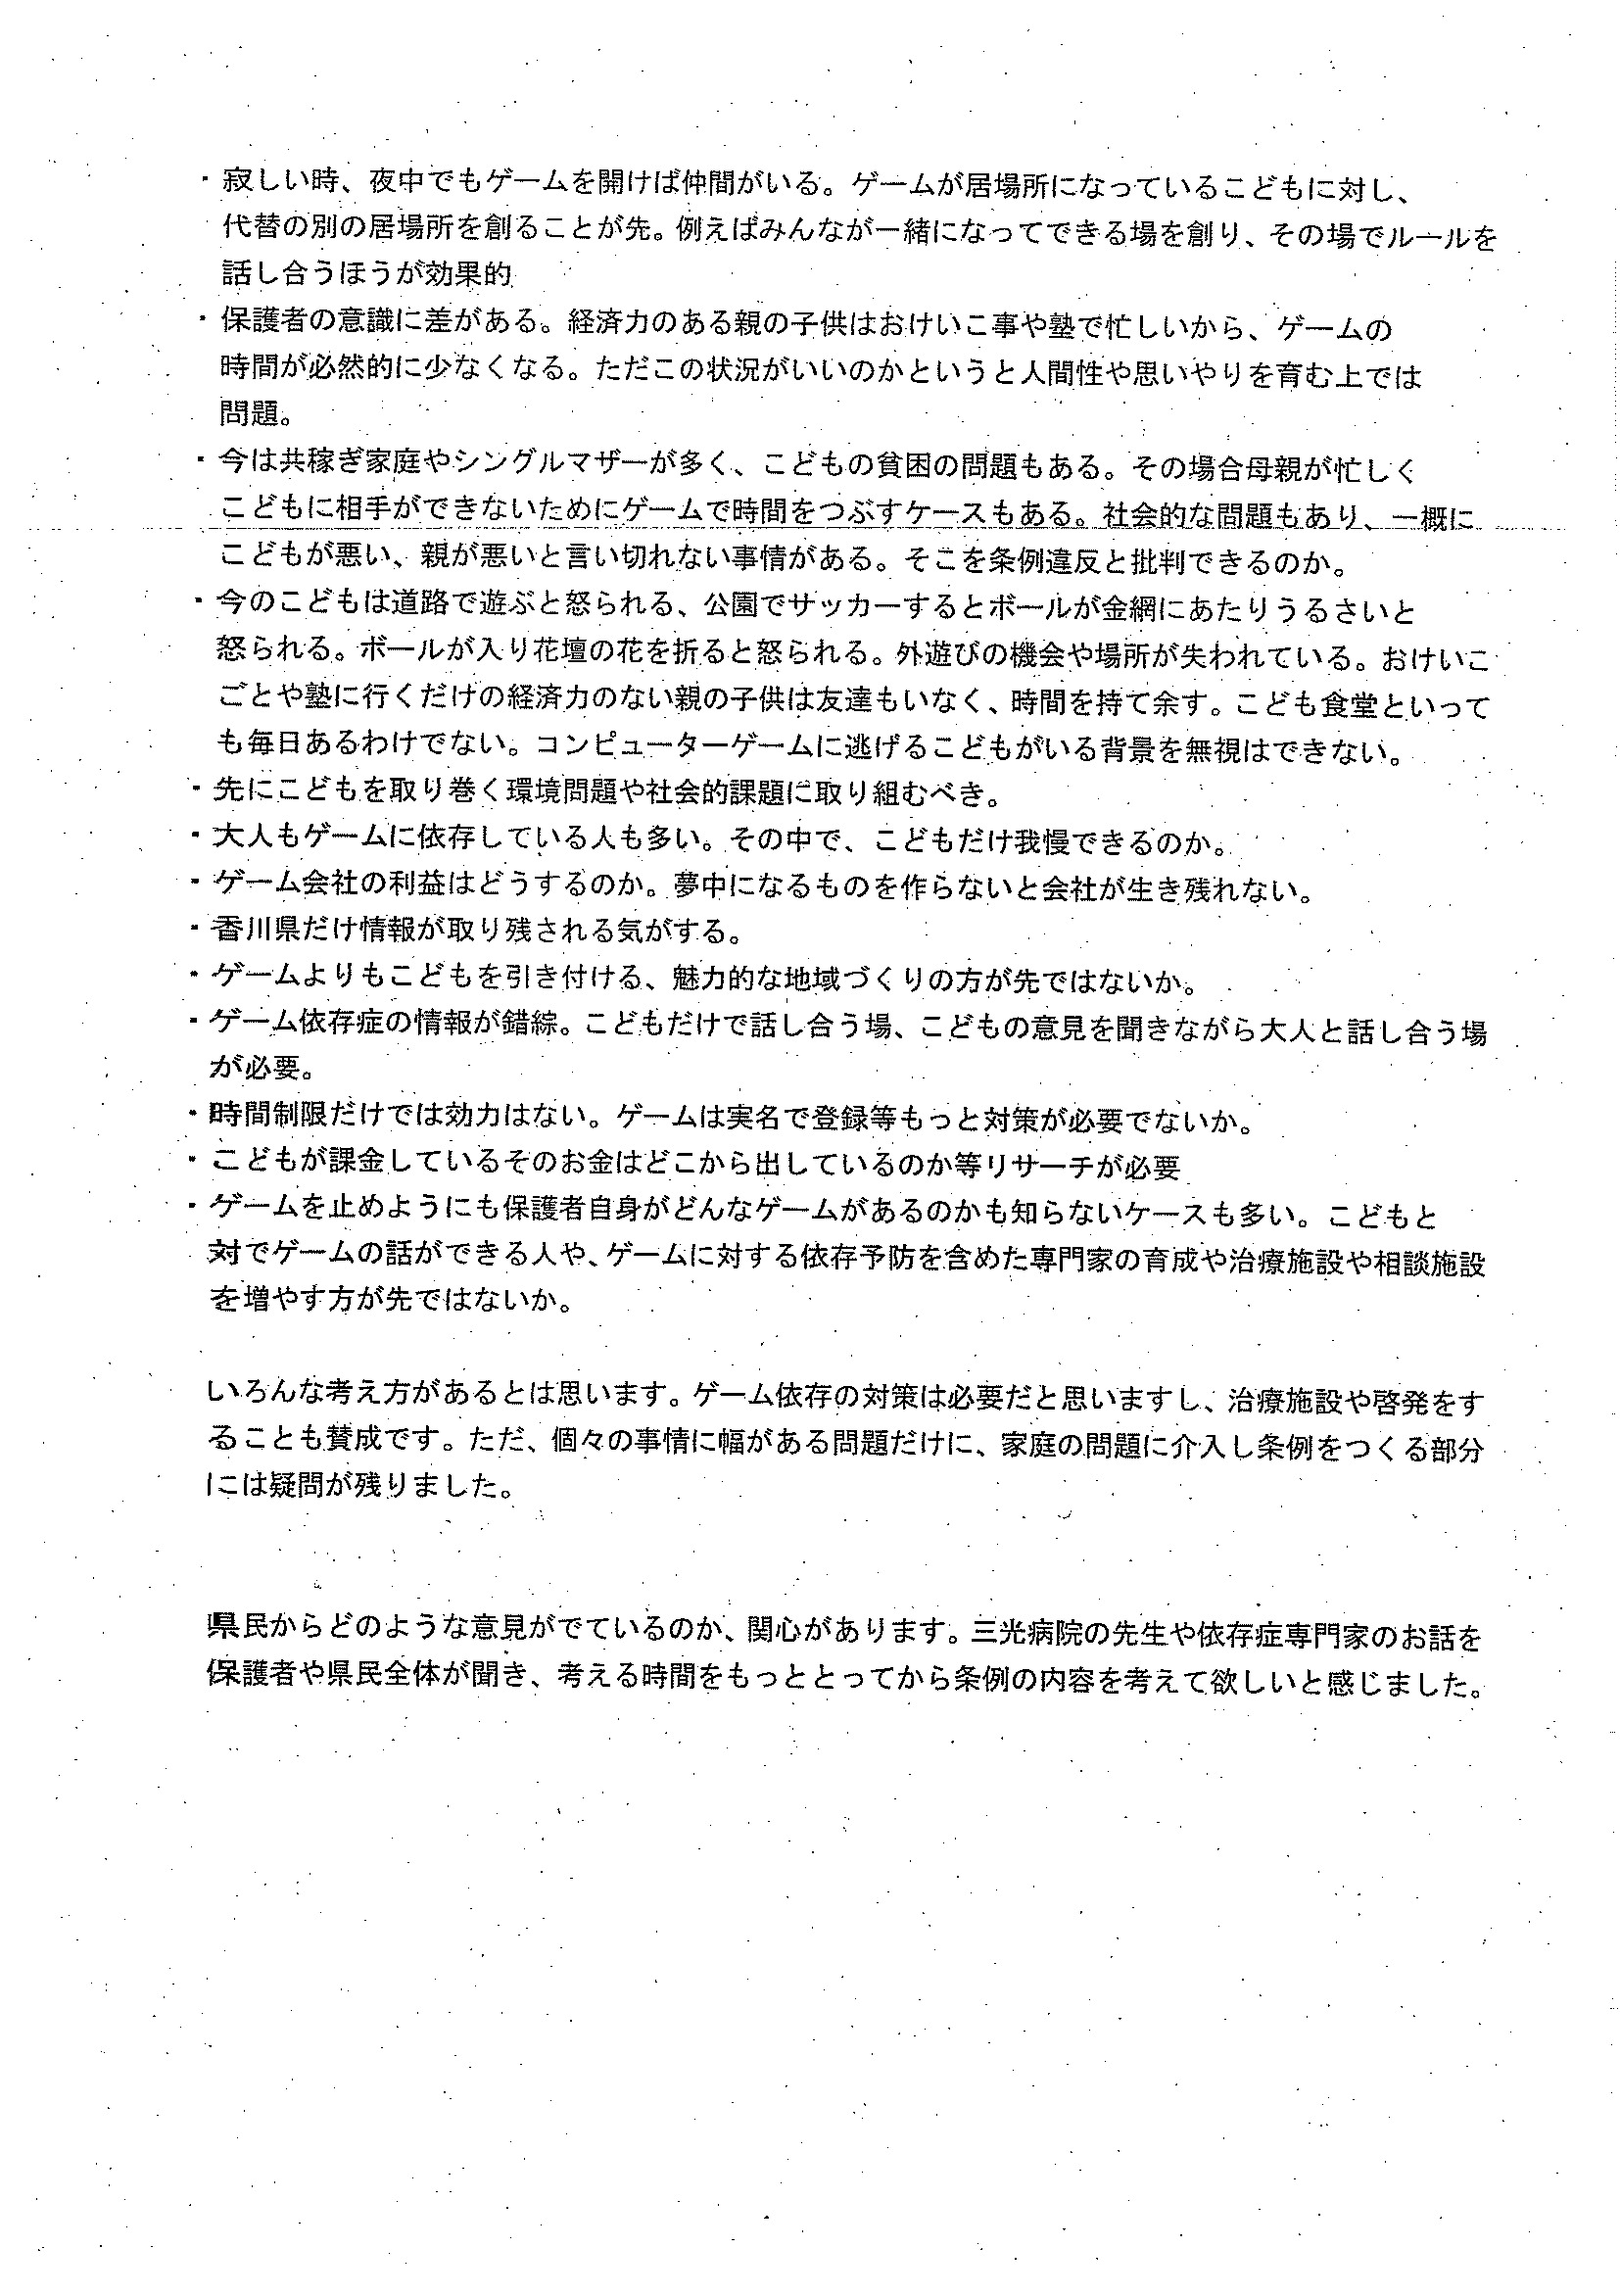 ・寂しい時、夜中でもゲームを開けば仲間がいる。ゲームが居場所になっているこどもに対し、
代替の別の居場所を創ることが先。例えばみんなが一緒になってできる場を創り、その場でルールを
話し合うほうが効果的
・保護者の意識に差がある。経済力のある親の子供はおけいこ事や塾で忙しいから、ゲームの
時間が必然的に少なくなる。ただこの状況がいいのかというと人間性や思いやりを育む上では
問題。
・今は共稼ぎ家庭やシングルマザーが多く、こどもの貧困の問題もある。その場合母親が忙しく
こどもに相手ができないためにゲームで時間をつぶすケースもある。社会的な問題もあり、一概に
こどもが悪い、親が悪いと言い切れない事情がある。そこを条例違反と批判できるのか。
・今のこどもは道路で遊ぶと怒られる、公園でサッカーするとボールが金網にあたりうるさいと
怒られる。ボールが入り花壇の花を折ると怒られる。外遊びの機会や場所が失われている。おけいこ
ごとや塾に行くだけの経済力のない親の子供は友達もいなく、時間を持て余す。こども食堂といって
も毎日あるわけでない。コンピューターゲームに逃げるこどもがいる背景を無視はできない。
・先にこどもを取り巻く環境問題や社会的課題に取り組むべき。
・大人もゲームに依存している人も多い。その中で、こどもだけ我慢できるのか。
・ゲーム会社の利益はどうするのか。夢中になるものを作らないと会社が生き残れない。
・香川県だけ情報が取り残される気がする。
・ゲームよりもこどもを引き付ける、魅力的な地域づくりの方が先ではないか。
・ゲーム依存症の情報が錯綜。こどもだけで話し合う場、こどもの意見を聞きながら大人と話し合う場
が必要。
・時間制限だけでは効力はない。ゲームは実名で登録等もっと対策が必要でないか。
・こどもが課金しているそのお金はどこから出しているのか等リサーチが必要
・ゲームを止めようにも保護者自身がどんなゲームがあるのかも知らないケースも多い。こどもと
対でゲームの話ができる人や、ゲームに対する依存予防を含めた専門家の育成や治療施設や相談施設
を増やす方が先ではないか。
いろんな考え方があるとは思います。ゲーム依存の対策は必要だと思いますし、治療施設や啓発をす
ることも賛成です。ただ、個々の事情に幅がある問題だけに、家庭の問題に介入し条例をつくる部分
には疑問が残りました。
県民からどのような意見がでているのか、関心があります。三光病院の先生や依存症専門家のお話を
保護者や県民全体が聞き、考える時間をもっととってから条例の内容を考えて欲しいと感じました。